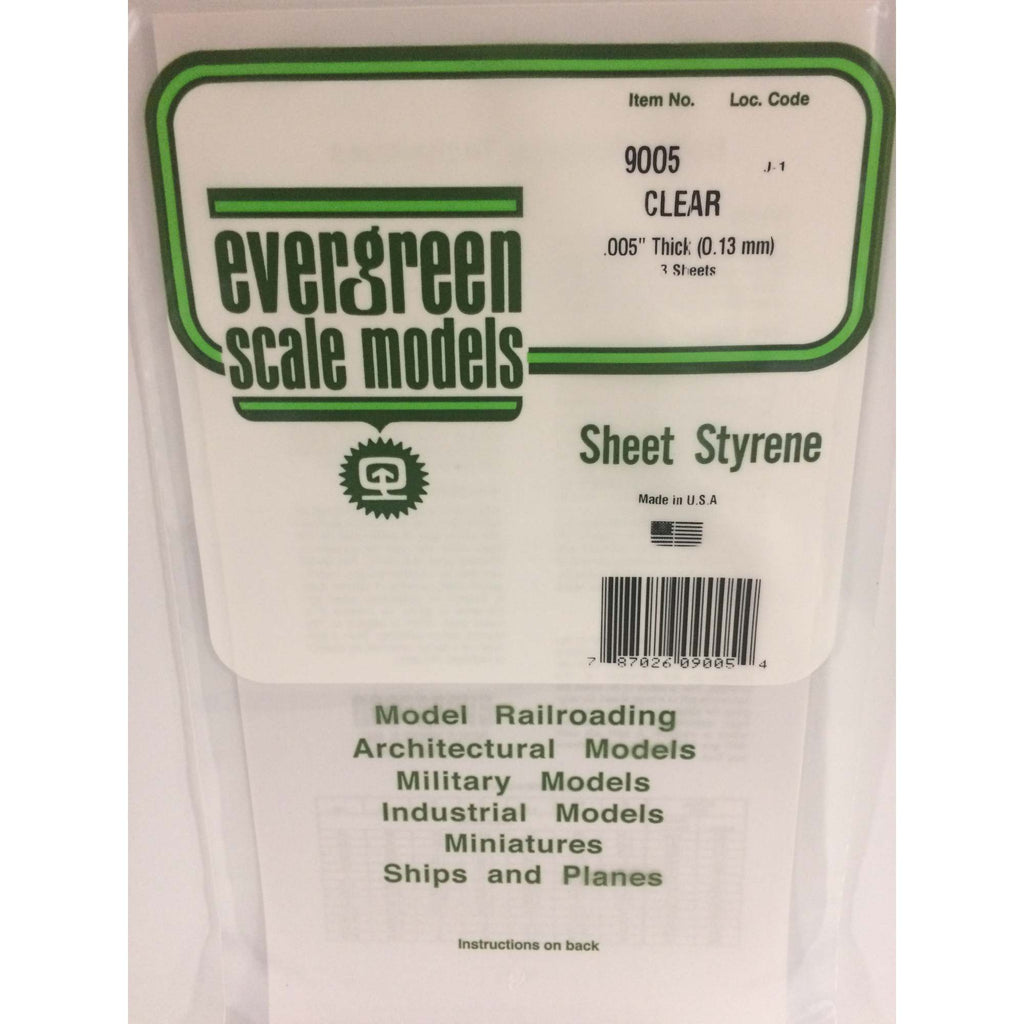 Item No. Loc. Code
9005 J-1
CLEAR
.005" Thick (0.13 mm)
3 Sheets
evergreen
scale models
Sheet Styrene
Made in U.S.A
7 87026 09005 4
Model Railroading
Architectural Models
Military Models
Industrial Models
Miniatures
Ships and Planes
Instructions on back